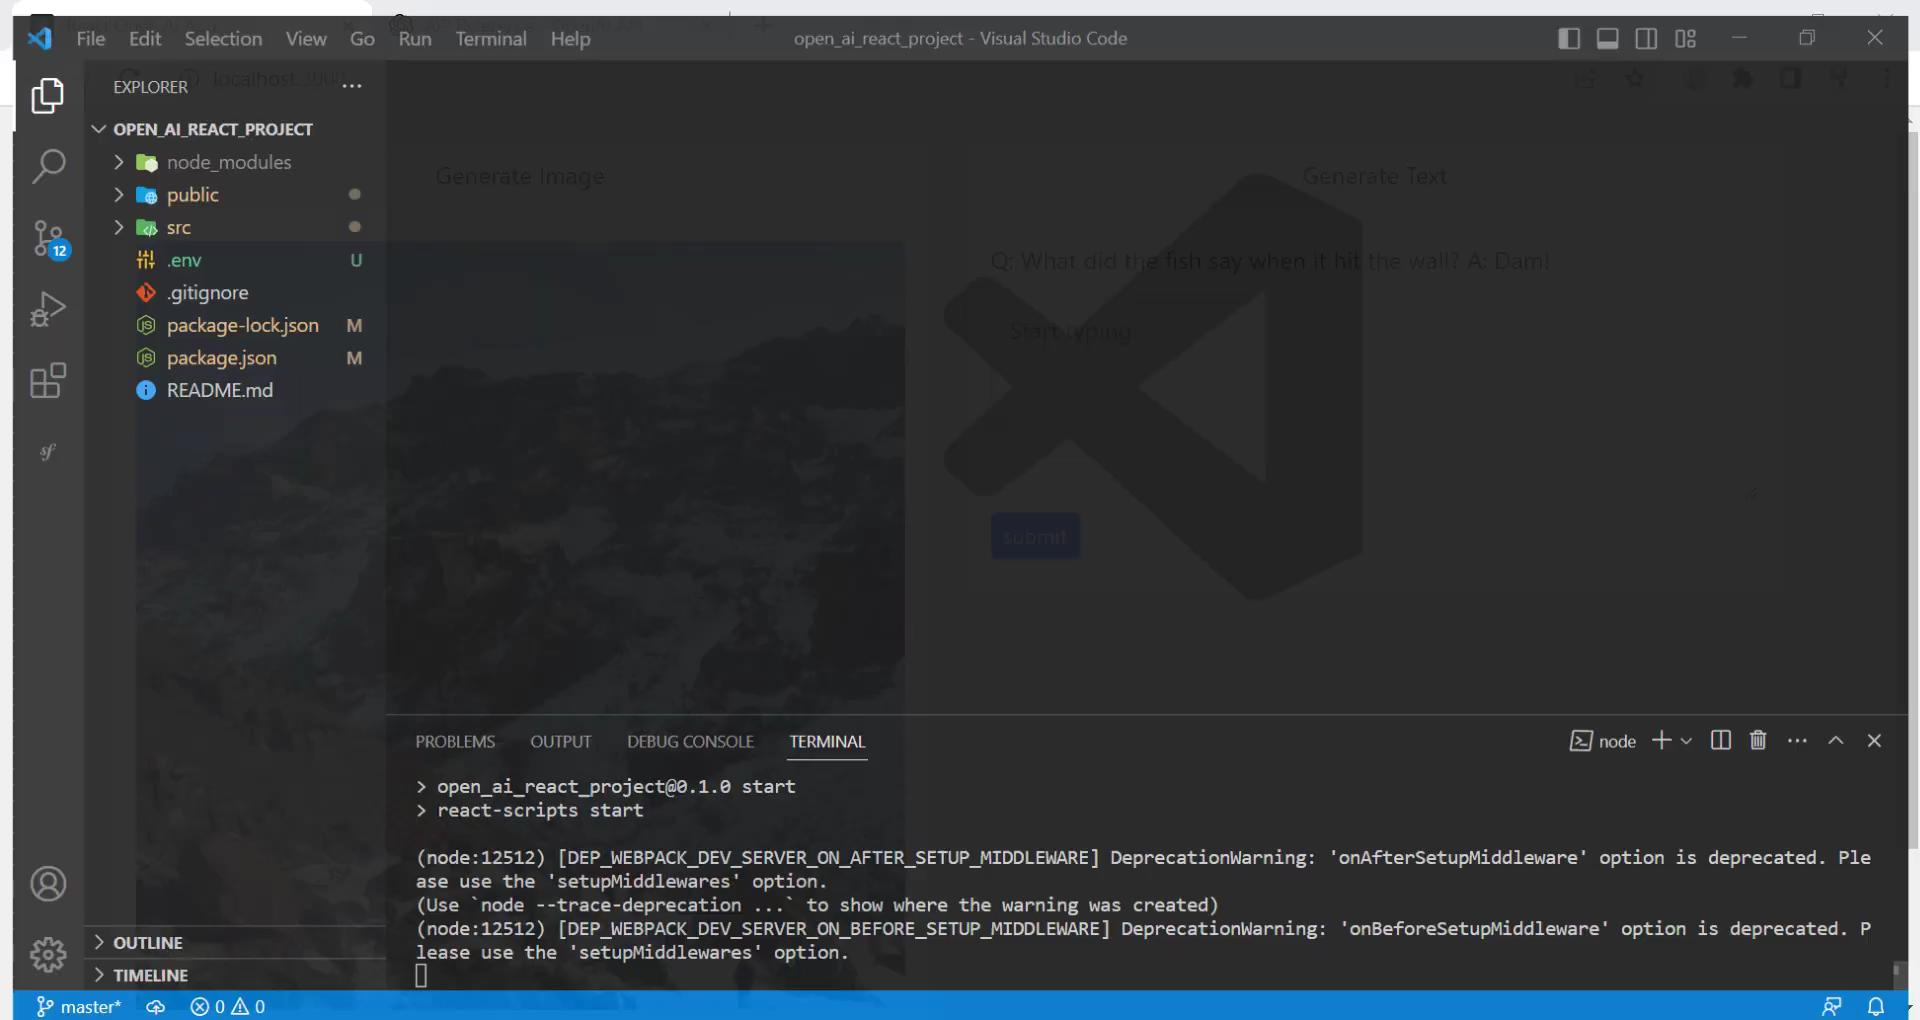 File Edit Selection View Go Run Terminal Help
open_ai_react_project - Visual Studio Code
EXPLORER
localhost:3000
OPEN_AI_REACT_PROJECT
node_modules
public
src
.env U
.gitignore
package-lock.json M
package.json M
README.md
Generate Image
Generate Text
Q: What did the fish say when it hit the wall? A: Dam!
Start typing
submit
12
sf
PROBLEMS OUTPUT DEBUG CONSOLE TERMINAL
node
> open_ai_react_project@0.1.0 start
> react-scripts start
(node:12512) [DEP_WEBPACK_DEV_SERVER_ON_AFTER_SETUP_MIDDLEWARE] DeprecationWarning: 'onAfterSetupMiddleware' option is deprecated. Ple
ase use the 'setupMiddlewares' option.
(Use `node --trace-deprecation ...` to show where the warning was created)
(node:12512) [DEP_WEBPACK_DEV_SERVER_ON_BEFORE_SETUP_MIDDLEWARE] DeprecationWarning: 'onBeforeSetupMiddleware' option is deprecated. P
lease use the 'setupMiddlewares' option.
OUTLINE
TIMELINE
master* 0 0